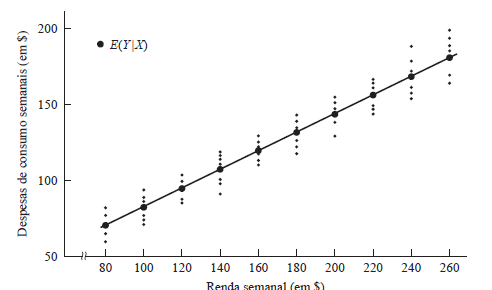 Despesas de consumo semanais (em $)
200
150
100
50
E(Y|X)
80 100 120 140 160 180 200 220 240 260
Renda semanal (em $)